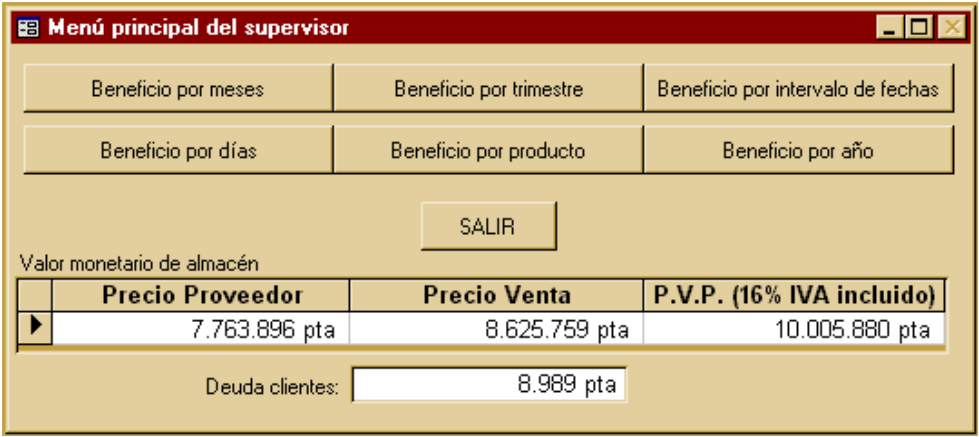 Menú principal del supervisor
Beneficio por meses Beneficio por trimestre Beneficio por intervalo de fechas
Beneficio por días Beneficio por producto Beneficio por año
SALIR
Valor monetario de almacén
Precio Proveedor Precio Venta P.V.P. (16% IVA incluido)
7.763.896 pta 8.625.759 pta 10.005.880 pta
Deuda clientes: 8.989 pta